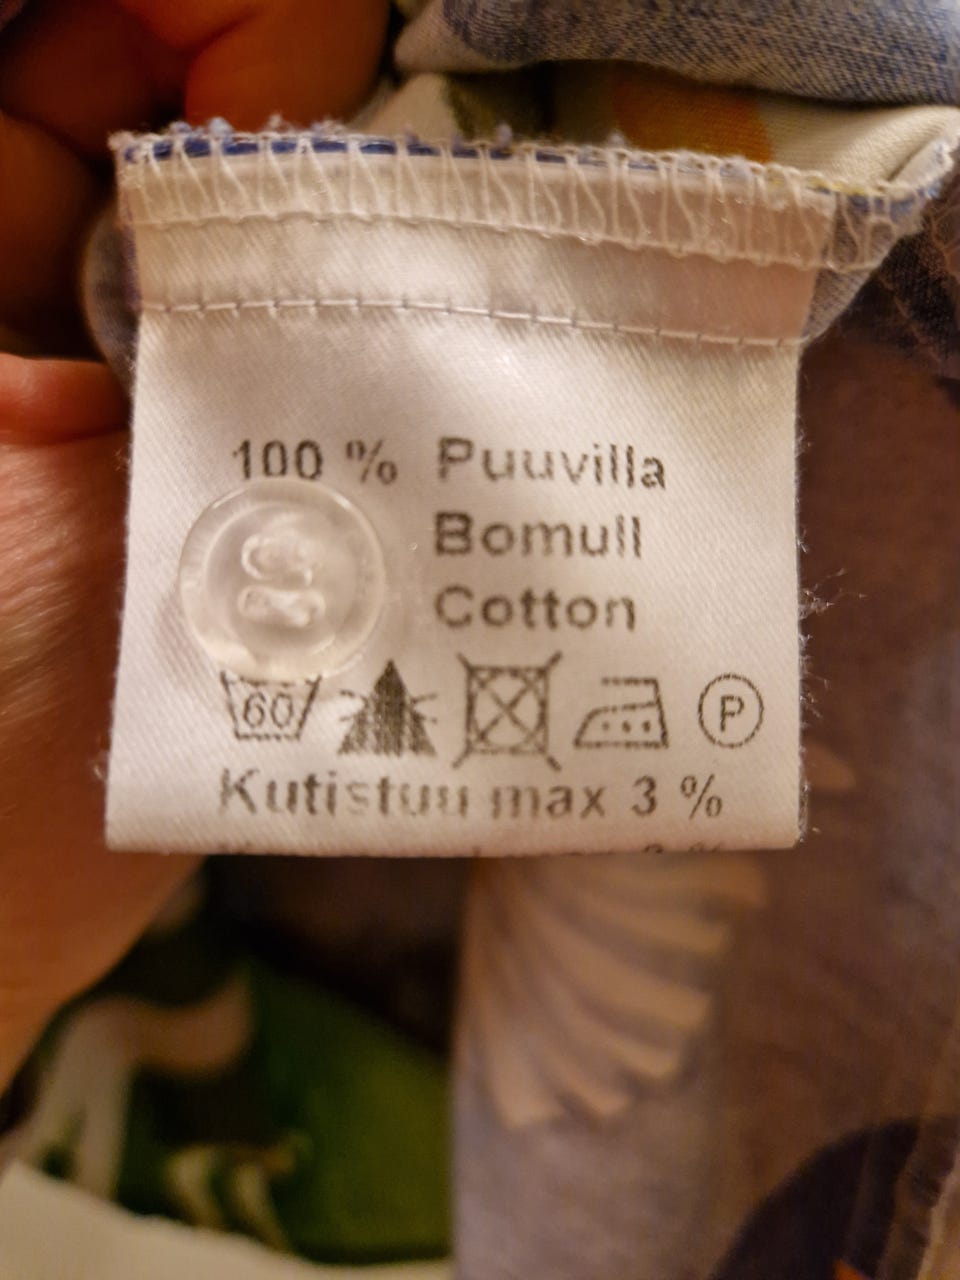 100 % Puuvilla
Bomull
Cotton
60 P
Kutistuu max 3 %